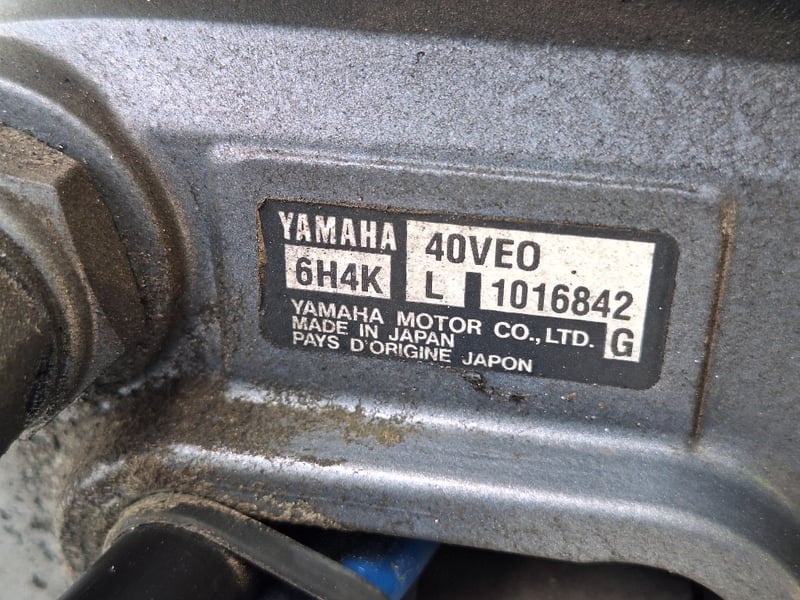 YAMAHA 40VEO
6H4K L 1016842
YAMAHA MOTOR CO., LTD.
MADE IN JAPAN
PAYS D'ORIGINE JAPON
G